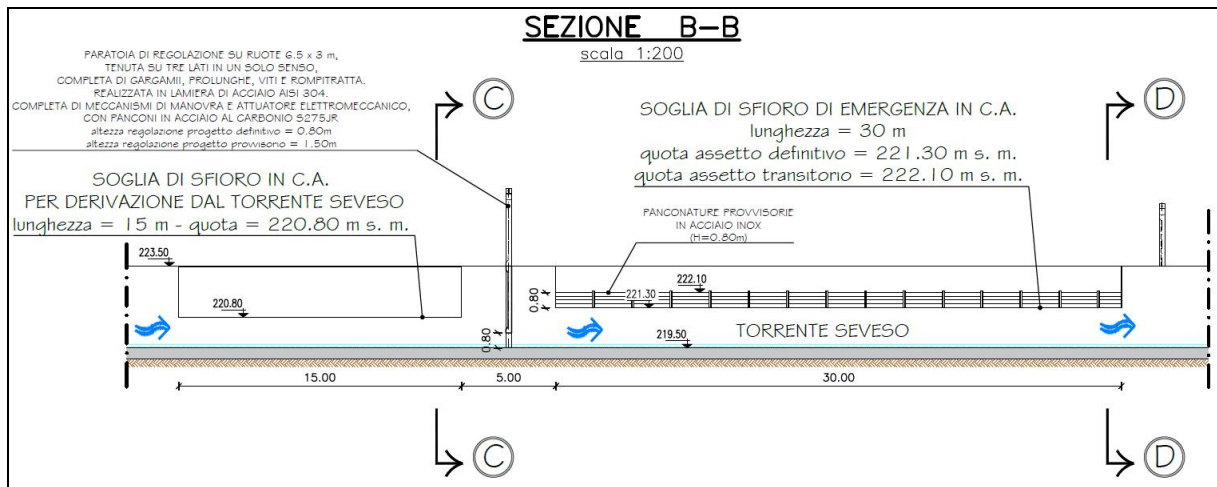 SEZIONE B-B
scala 1:200
PARATOIA DI REGOLAZIONE SU RUOTE 6.5 x 3 m,
TENUTA SU TRE LATI IN UN SOLO SENSO,
COMPLETA DI GARGAMII, PROLUNGHE, VITI E ROMPITRATTA.
REALIZZATA IN LAMIERA DI ACCIAIO AISI 304.
COMPLETA DI MECCANISMI DI MANOVRA E ATTUATORE ELETTROMECCANICO,
CON PANCONI IN ACCIAIO AL CARBONIO S275JR
altezza regolazione progetto definitivo = 0.80m
altezza regolazione progetto provvisorio = 1.50m
SOGLIA DI SFIORO IN C.A.
PER DERIVAZIONE DAL TORRENTE SEVESO
lunghezza = 15 m - quota = 220.80 m s. m.
C
D
SOGLIA DI SFIORO DI EMERGENZA IN C.A.
lunghezza = 30 m
quota assetto definitivo = 221.30 m s. m.
quota assetto transitorio = 222.10 m s. m.
PANCONATURE PROVVISORIE
IN ACCIAIO INOX
(H=0.80m)
223.50
220.80
0.80
0.80
222.10
221.30
219.50
TORRENTE SEVESO
15.00
5.00
30.00
C
D